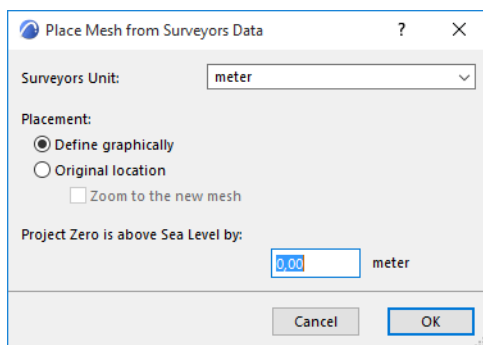 Place Mesh from Surveyors Data
?
Surveyors Unit:
meter
Placement:
Define graphically
Original location
Zoom to the new mesh
Project Zero is above Sea Level by:
0,00
meter
Cancel
OK